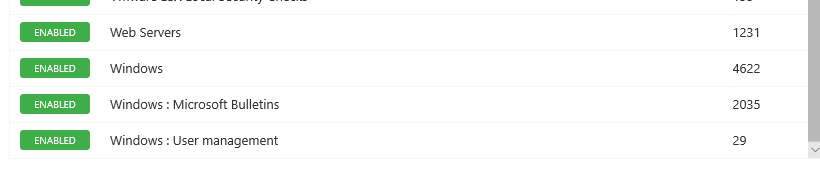 ENABLED Web Servers 1231
ENABLED Windows 4622
ENABLED Windows : Microsoft Bulletins 2035
ENABLED Windows : User management 29